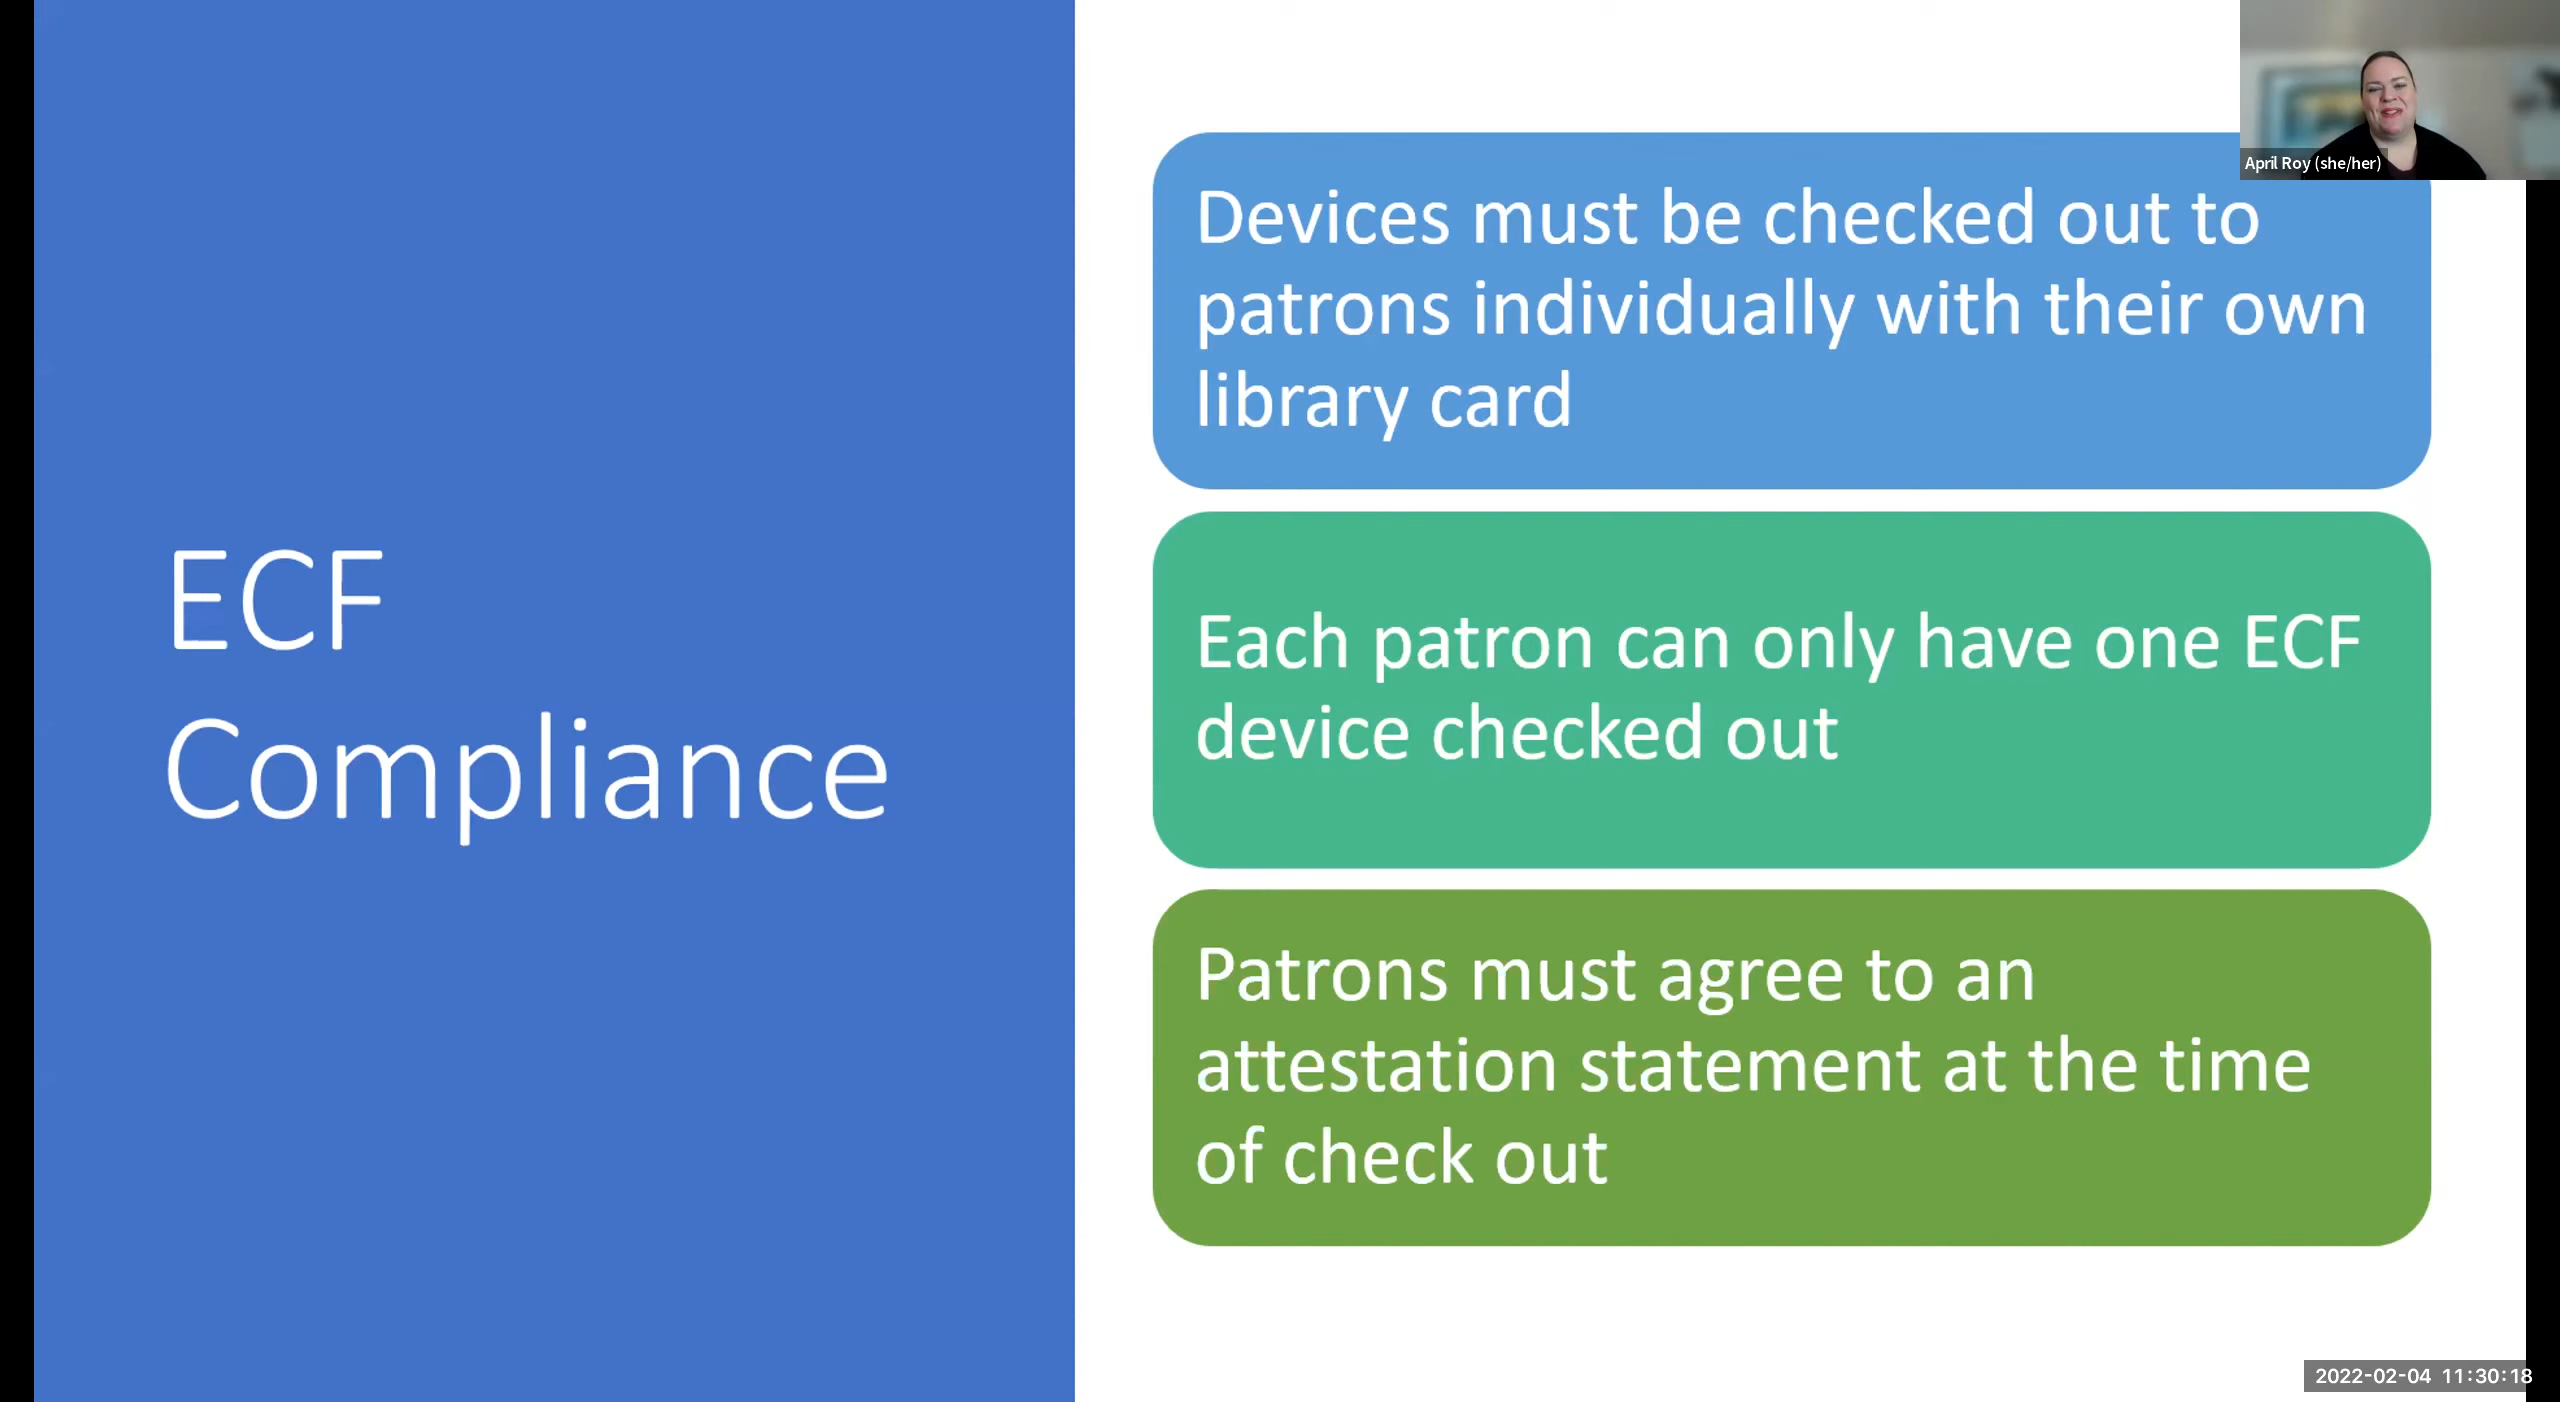 ECF
Compliance
Devices must be checked out to
patrons individually with their own
library card
Each patron can only have one ECF
device checked out
Patrons must agree to an
attestation statement at the time
of check out
April Roy (she/her)
2022-02-04 11:30:18